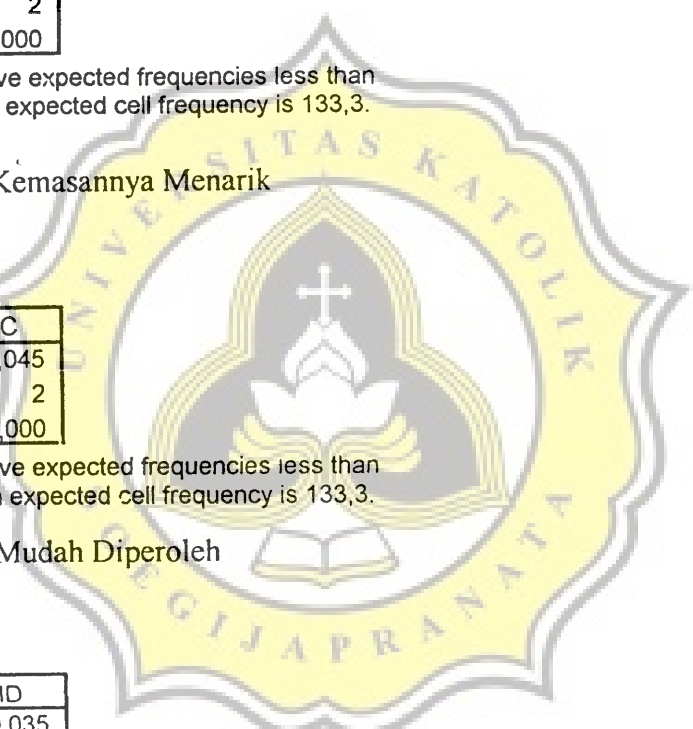 2
000
ve expected frequencies less than
expected cell frequency is 133,3.
Kemasannya Menarik
C
,045
2
,000
ve expected frequencies less than
expected cell frequency is 133,3.
Mudah Diperoleh
ID
,035
UNIVERSITAS KATOLIK
SOEGIJAPRANATA